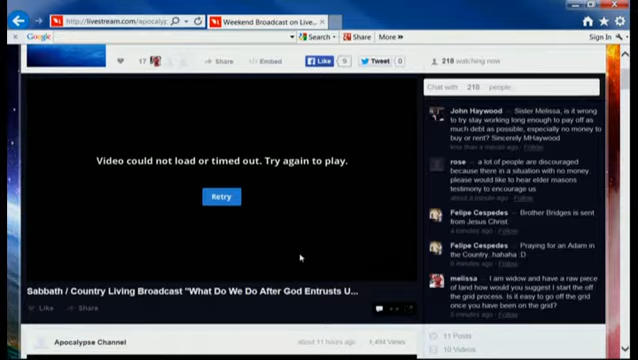 http://livestream.com/apocalyp
Weekend Broadcast on Live...
Google
Search
Share
More »
Sign In
17
Share
Embed
Like
9
Tweet
0
218 watching now
Chat with 218 people
Video could not load or timed out. Try again to play.
Retry
John Haywood
Sister Melissa, is it wrong
to try stay working long enough to pay off as
much debt as possible, especially no money to
buy or rent? Sincerely MHaywood
less than a minute ago · Follow
rose
a lot of people are discouraged
because there in a situation with no money.
please would like to hear elder masons
testimony to encourage us
about a minute ago · Follow
Felipe Cespedes
Brother Bridges is sent
from Jesus Christ.
4 minutes ago · Follow
Felipe Cespedes
Praying for an Adam in
the Country..hahaha :D
minutes ago · Follow
melissa
I am widow and have a raw piece
of land how would you suggest I start the off
the grid process. Is it easy to go off the grid
once you have been on the grid?
minutes ago · Follow
Sabbath / Country Living Broadcast "What Do We Do After God Entrusts U...
Like
Share
Apocalypse Channel
about 11 hours ago
1,494 Views
11 Posts
10 Videos